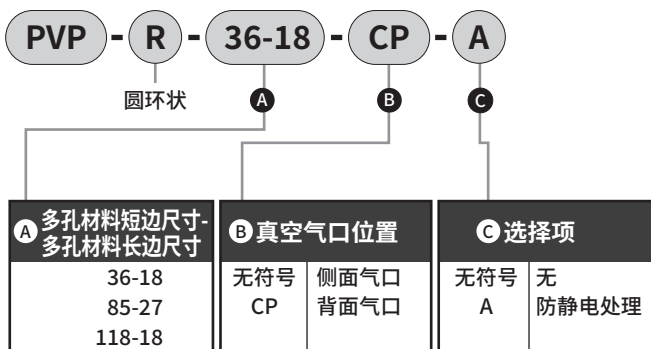 PVP - R - 36-18 - CP - A
圆环状
A B C
A 多孔材料短边尺寸-
多孔材料长边尺寸
36-18
85-27
118-18
B 真空气口位置
无符号 侧面气口
CP 背面气口
C 选择项
无符号 无
A 防静电处理